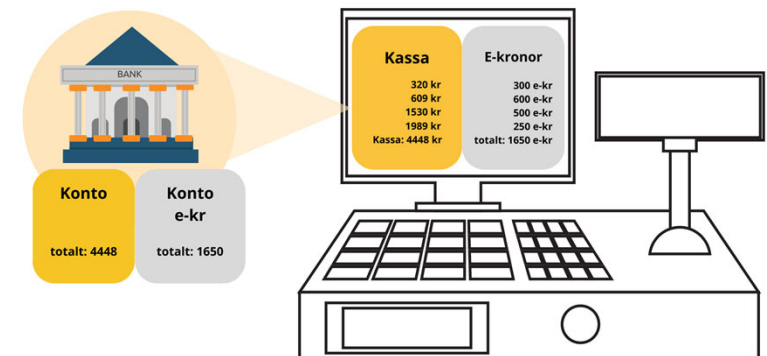 BANK
Konto
totalt: 4448
Konto
e-kr
totalt: 1650
Kassa
320 kr
609 kr
1530 kr
1989 kr
Kassa: 4448 kr
E-kronor
300 e-kr
600 e-kr
500 e-kr
250 e-kr
totalt: 1650 e-kr